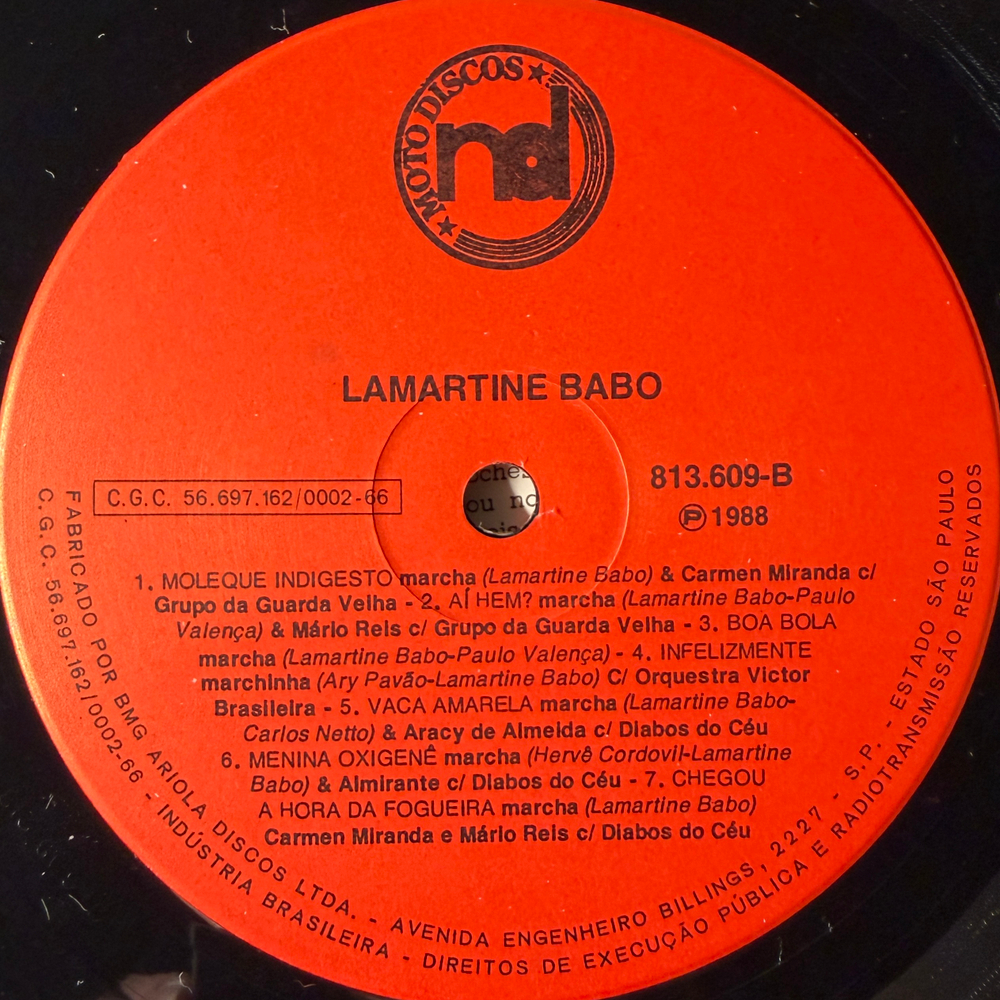 ★ MOTO DISCOS ★
md
LAMARTINE BABO
C.G.C. 56.697.162/0002-66
813.609-B
Ⓟ 1988
ches
ou no
1. MOLEQUE INDIGESTO marcha (Lamartine Babo) & Carmen Miranda c/
Grupo da Guarda Velha - 2. AÍ HEM? marcha (Lamartine Babo-Paulo
Valença) & Mário Reis c/ Grupo da Guarda Velha - 3. BOA BOLA
marcha (Lamartine Babo-Paulo Valença) - 4. INFELIZMENTE
marchinha (Ary Pavão-Lamartine Babo) C/ Orquestra Victor
Brasileira - 5. VACA AMARELA marcha (Lamartine Babo-
Carlos Netto) & Aracy de Almeida c/ Diabos do Céu
6. MENINA OXIGENÊ marcha (Hervê Cordovil-Lamartine
Babo) & Almirante c/ Diabos do Céu - 7. CHEGOU
A HORA DA FOGUEIRA marcha (Lamartine Babo)
Carmen Miranda e Mário Reis c/ Diabos do Céu
FABRICADO POR BMG ARIOLA DISCOS LTDA. - AVENIDA ENGENHEIRO BILLINGS, 2227 - S.P. - ESTADO SÃO PAULO
C.G.C. 56.697.162/0002-66 - INDÚSTRIA BRASILEIRA - DIREITOS DE EXECUÇÃO PÚBLICA E RADIOTRANSMISSÃO RESERVADOS